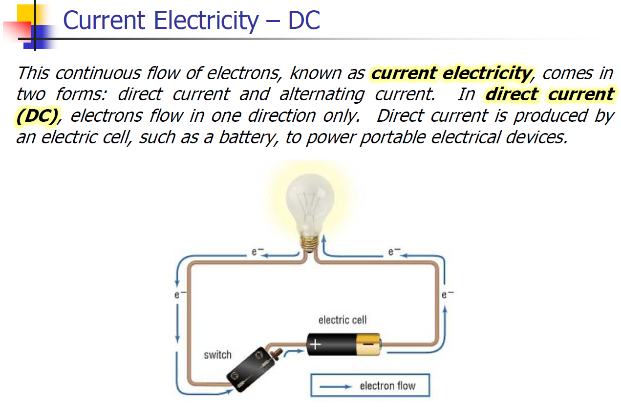 Current Electricity – DC
This continuous flow of electrons, known as current electricity, comes in
two forms: direct current and alternating current. In direct current
(DC), electrons flow in one direction only. Direct current is produced by
an electric cell, such as a battery, to power portable electrical devices.
e⁻ e⁻
e⁻ e⁻
electric cell
+ −
switch
electron flow